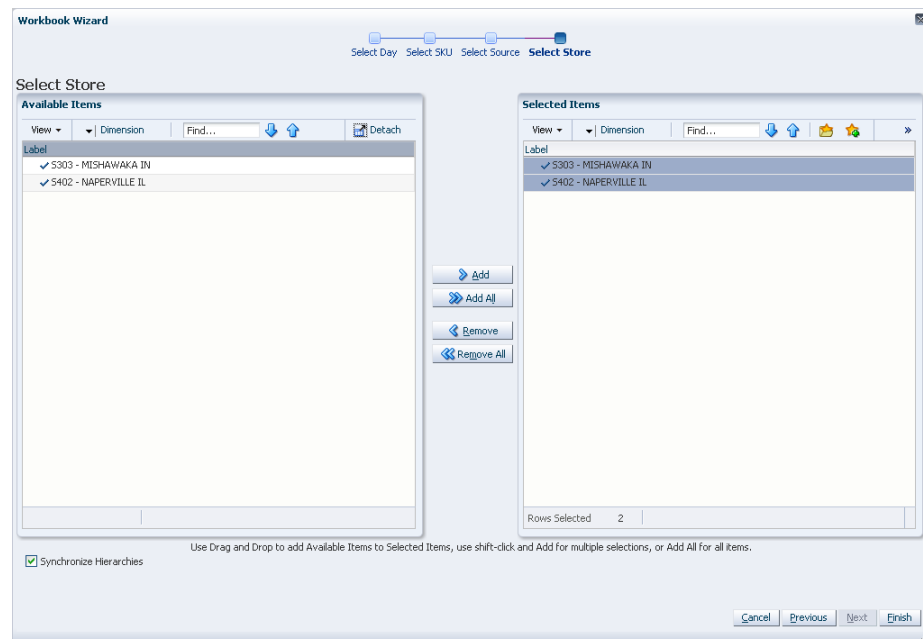 Workbook Wizard
Select Day Select SKU Select Source Select Store
Select Store
Available Items
View Dimension Find... Detach
Label
S303 - MISHAWAKA IN
S402 - NAPERVILLE IL
Add
Add All
Remove
Remove All
Selected Items
View Dimension Find... »
Label
S303 - MISHAWAKA IN
S402 - NAPERVILLE IL
Rows Selected 2
Use Drag and Drop to add Available Items to Selected Items, use shift-click and Add for multiple selections, or Add All for all items.
Synchronize Hierarchies
Cancel Previous Next Finish